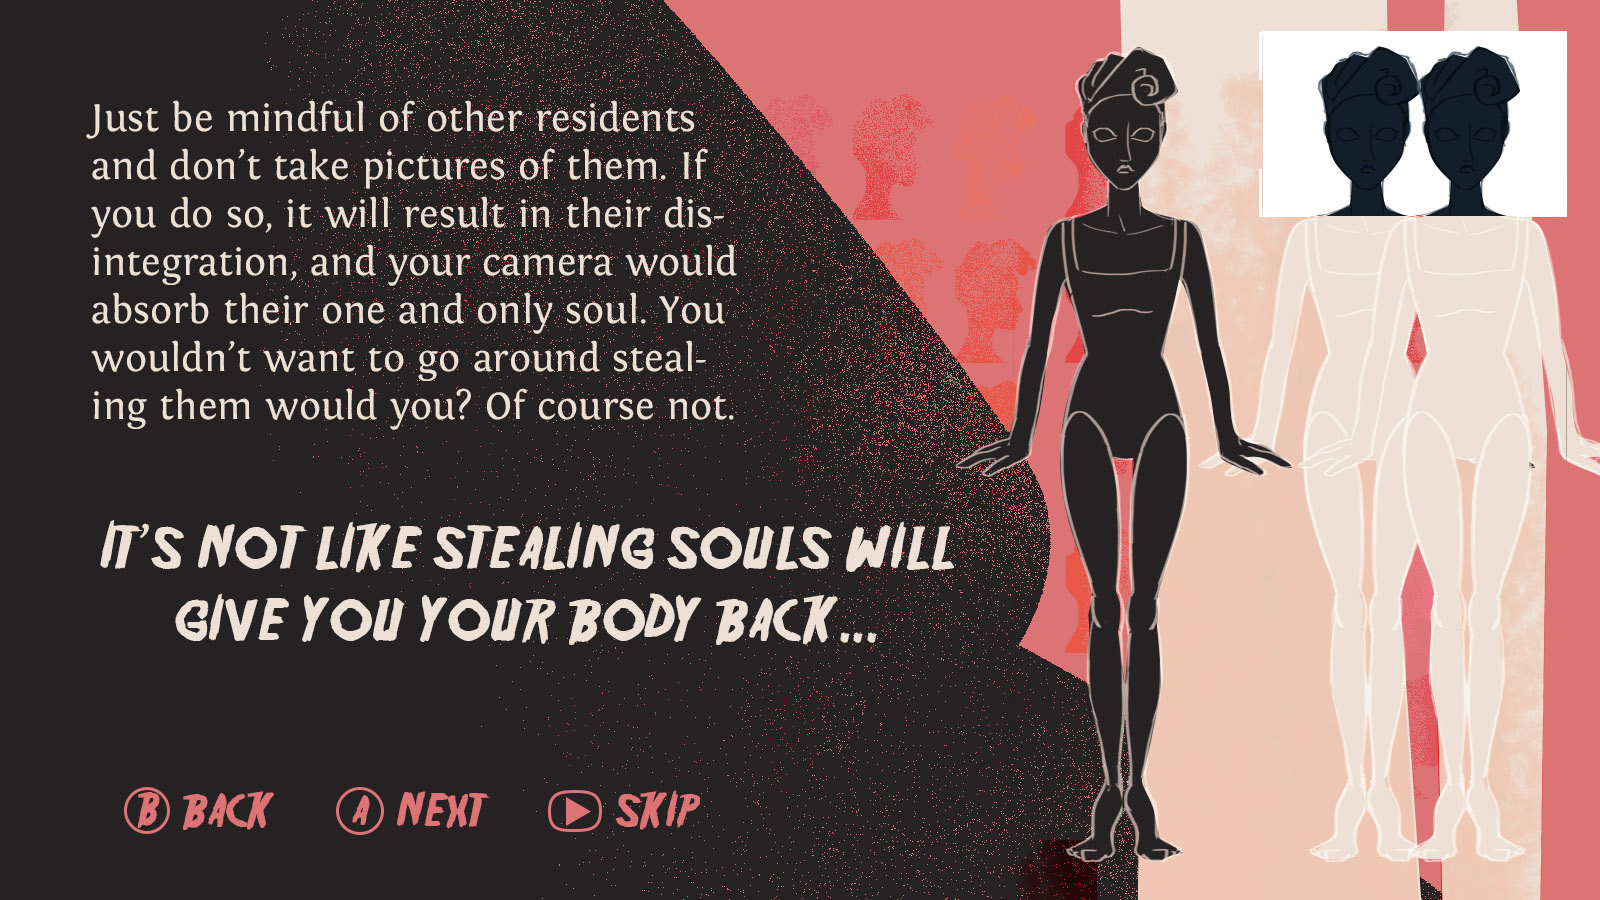 Just be mindful of other residents
and don’t take pictures of them. If
you do so, it will result in their dis-
integration, and your camera would
absorb their one and only soul. You
wouldn’t want to go around steal-
ing them would you? Of course not.
IT’S NOT LIKE STEALING SOULS WILL
GIVE YOU YOUR BODY BACK...
B BACK A NEXT SKIP